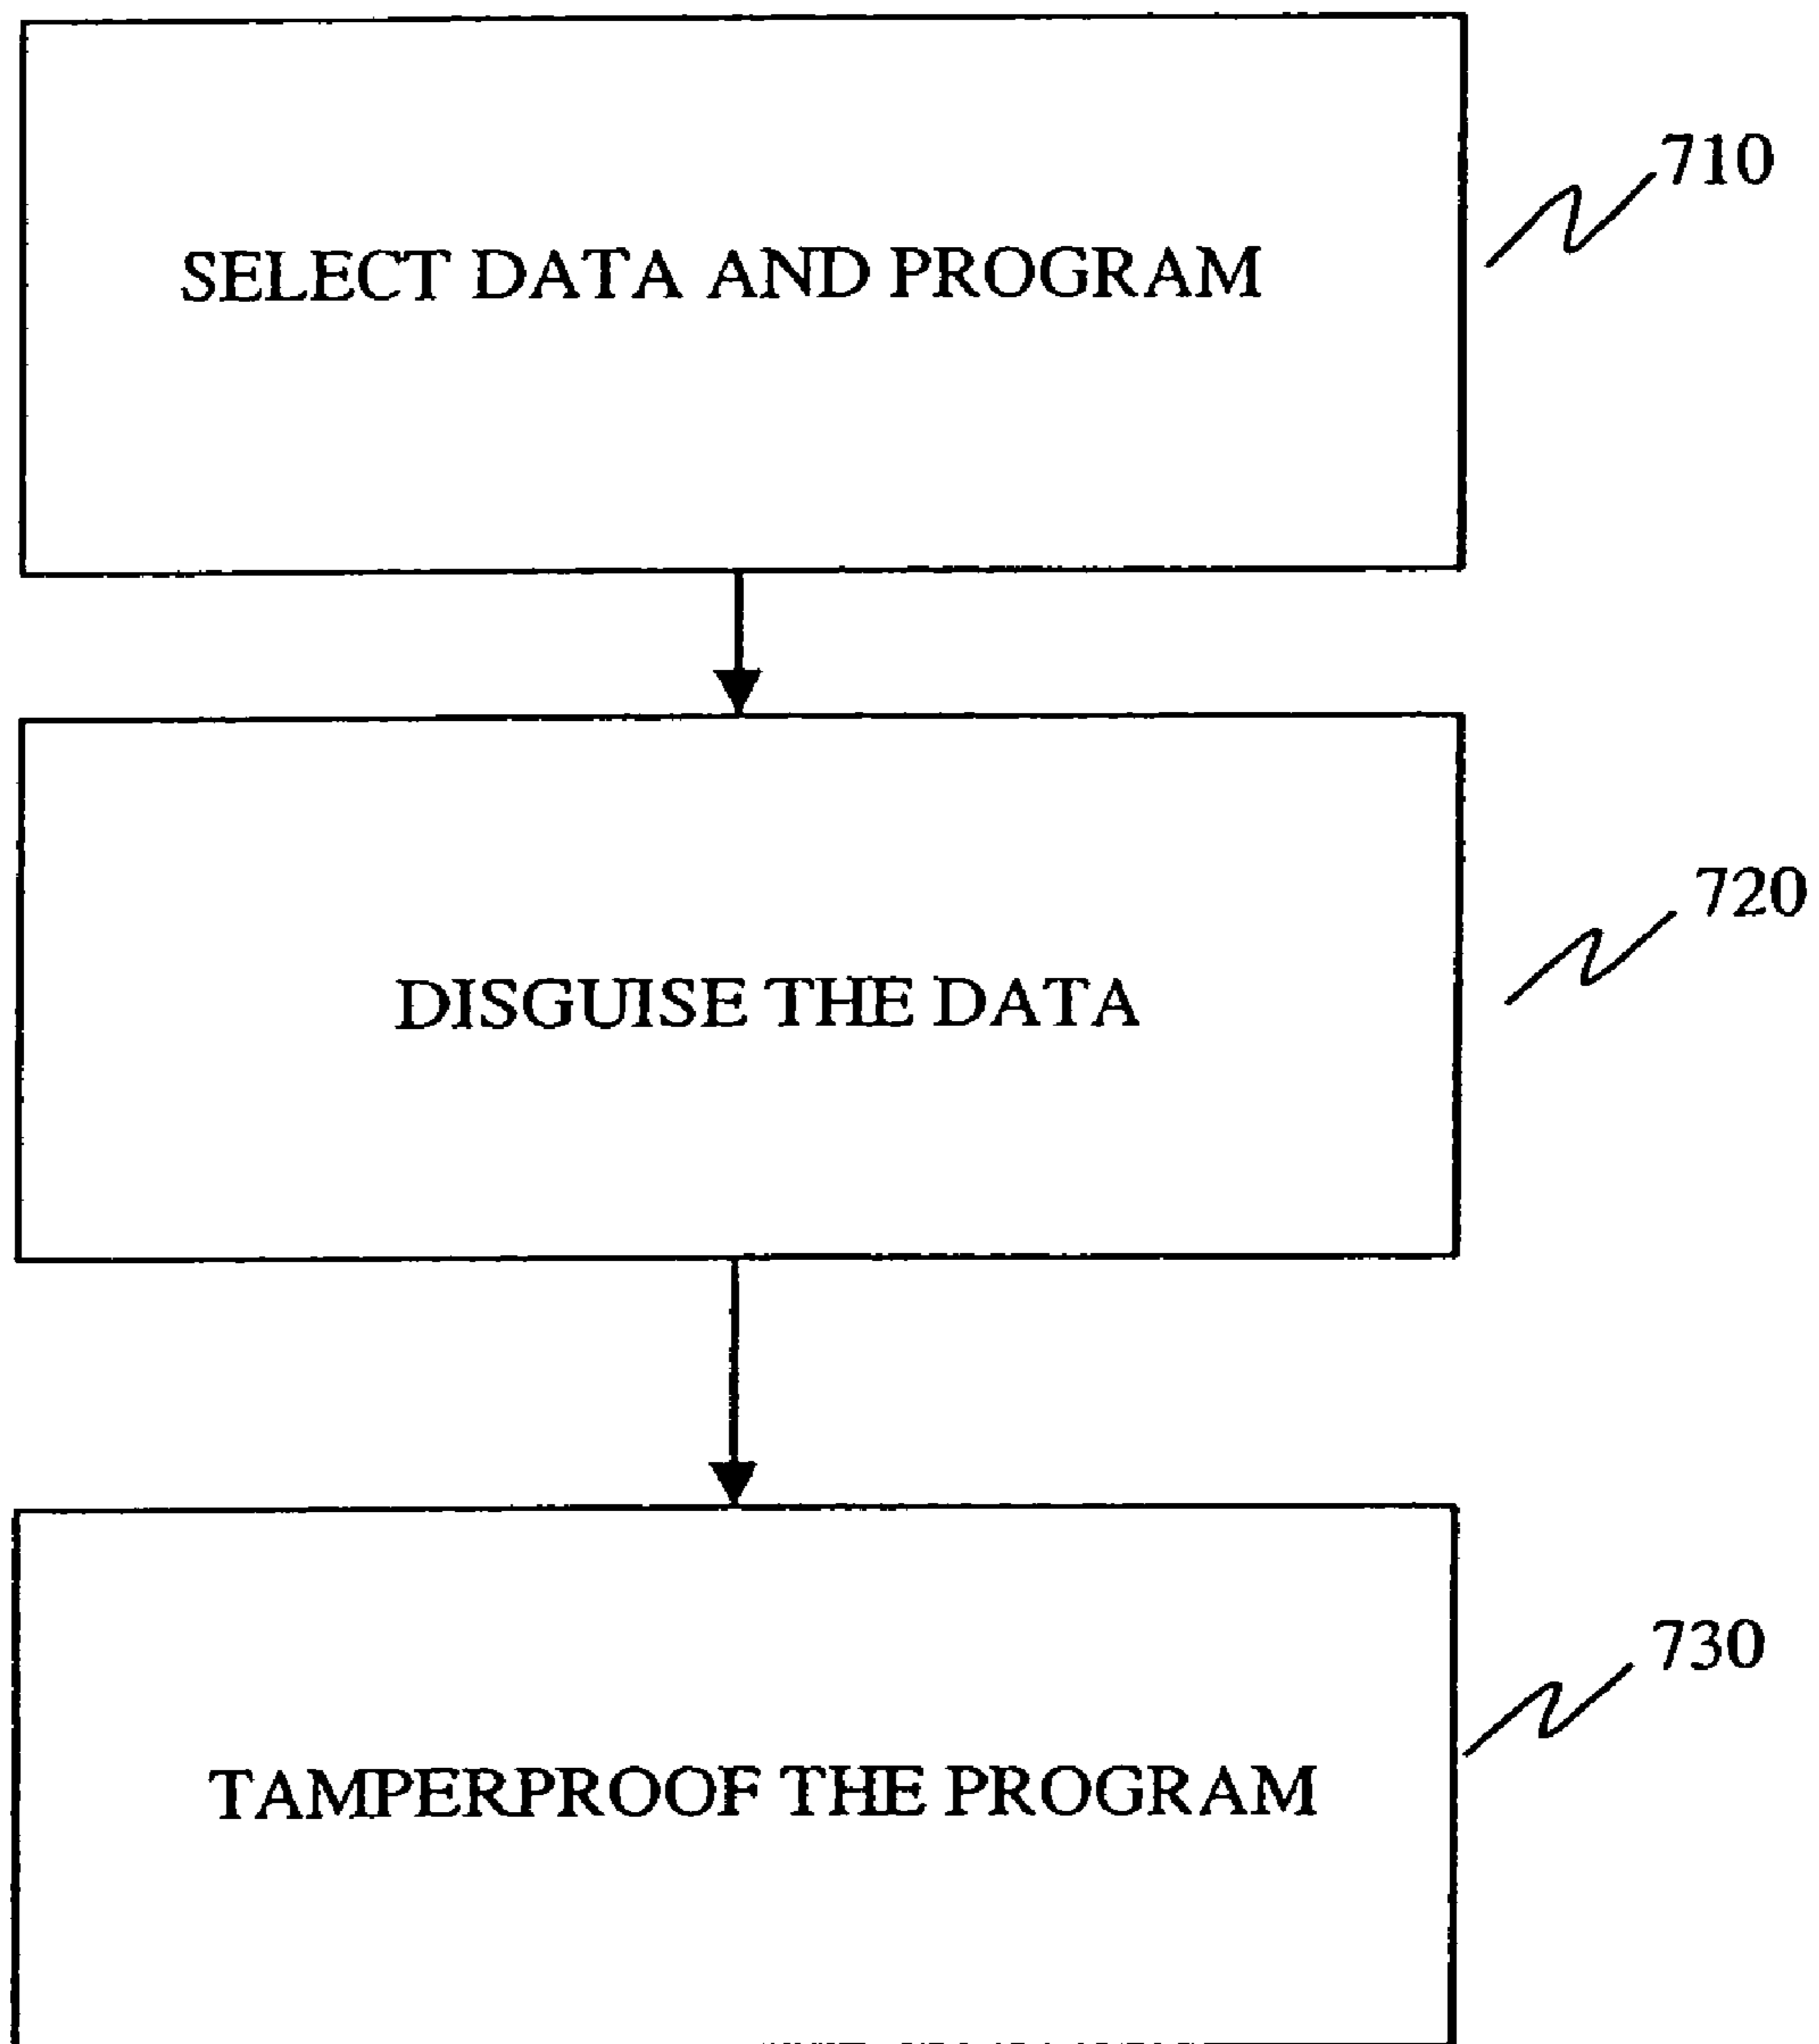 710
SELECT DATA AND PROGRAM
720
DISGUISE THE DATA
730
TAMPERPROOF THE PROGRAM